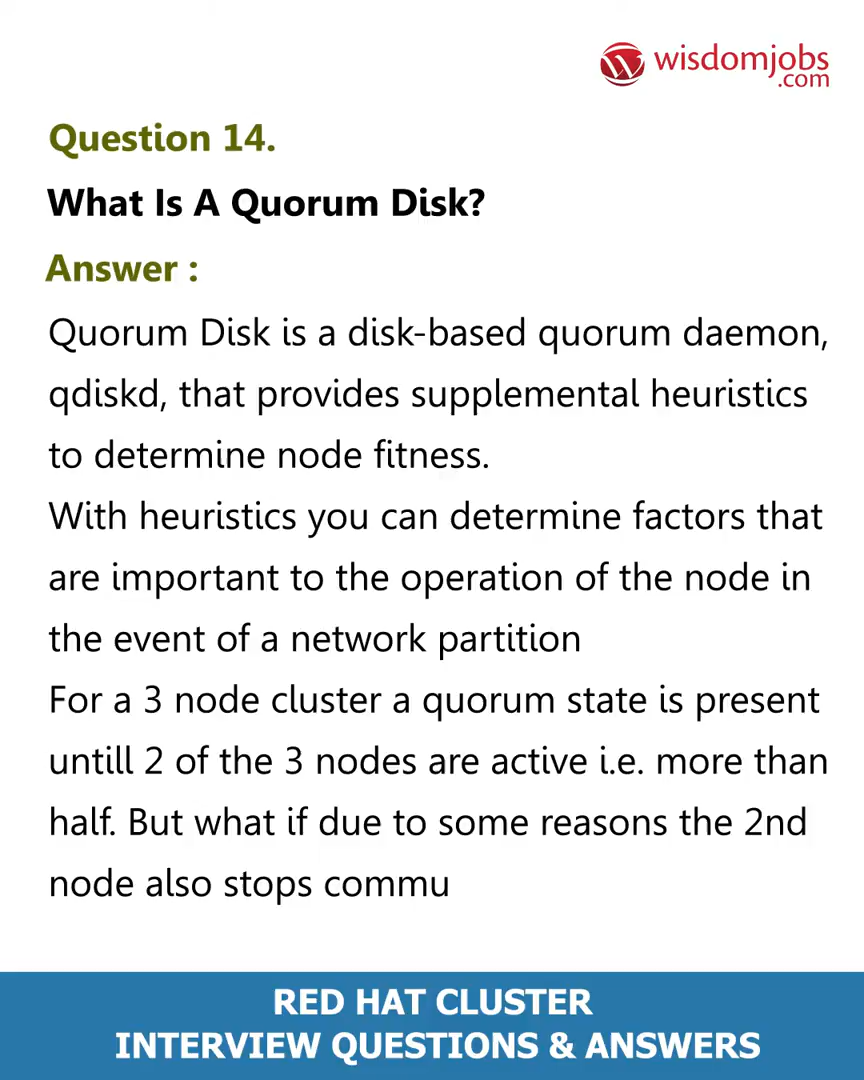 wisdomjobs
.com
Question 14.
What Is A Quorum Disk?
Answer :
Quorum Disk is a disk-based quorum daemon,
qdiskd, that provides supplemental heuristics
to determine node fitness.
With heuristics you can determine factors that
are important to the operation of the node in
the event of a network partition
For a 3 node cluster a quorum state is present
untill 2 of the 3 nodes are active i.e. more than
half. But what if due to some reasons the 2nd
node also stops commu
RED HAT CLUSTER
INTERVIEW QUESTIONS & ANSWERS